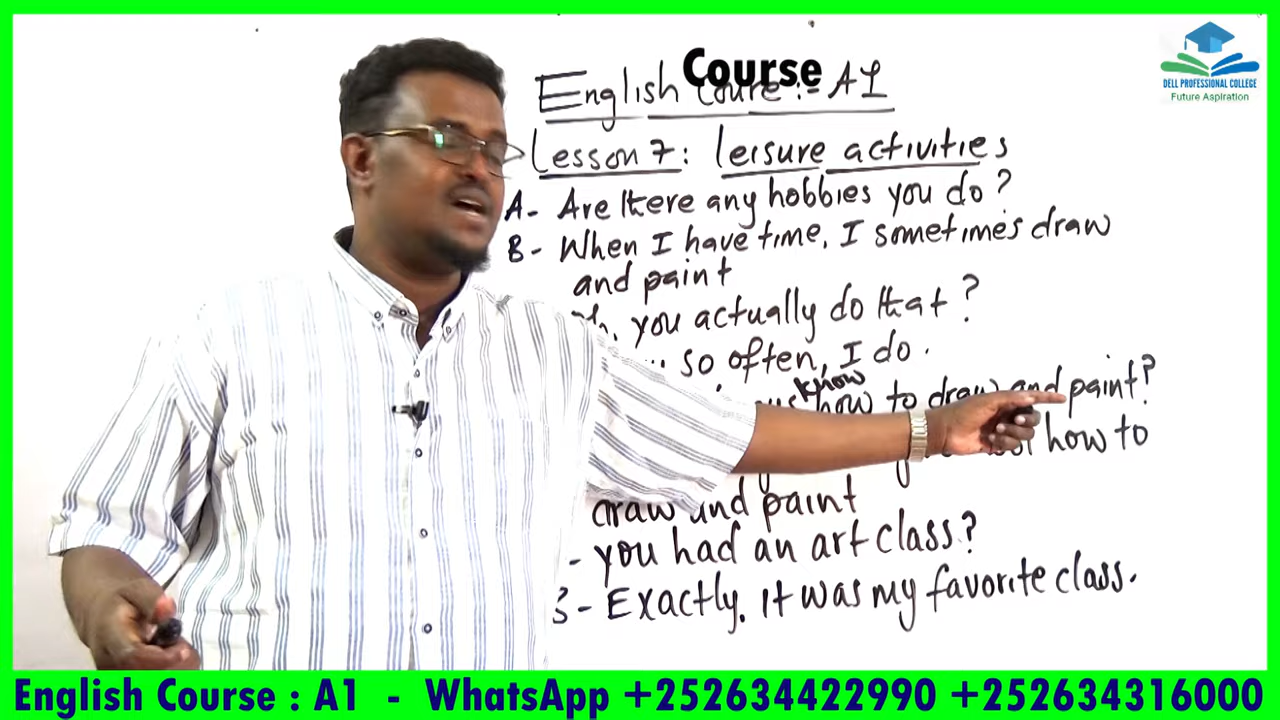 Course
English Coure :- A1
Lesson 7: leisure activities
A - Are there any hobbies you do?
B - When I have time, I sometimes draw
and paint
you actually do that?
so often, I do.
know
how to draw and paint?
how to
draw and paint
- you had an art class?
B - Exactly. It was my favorite class.
DELL PROFESSIONAL COLLEGE
Future Aspiration
English Course : A1 - WhatsApp +252634422990 +252634316000